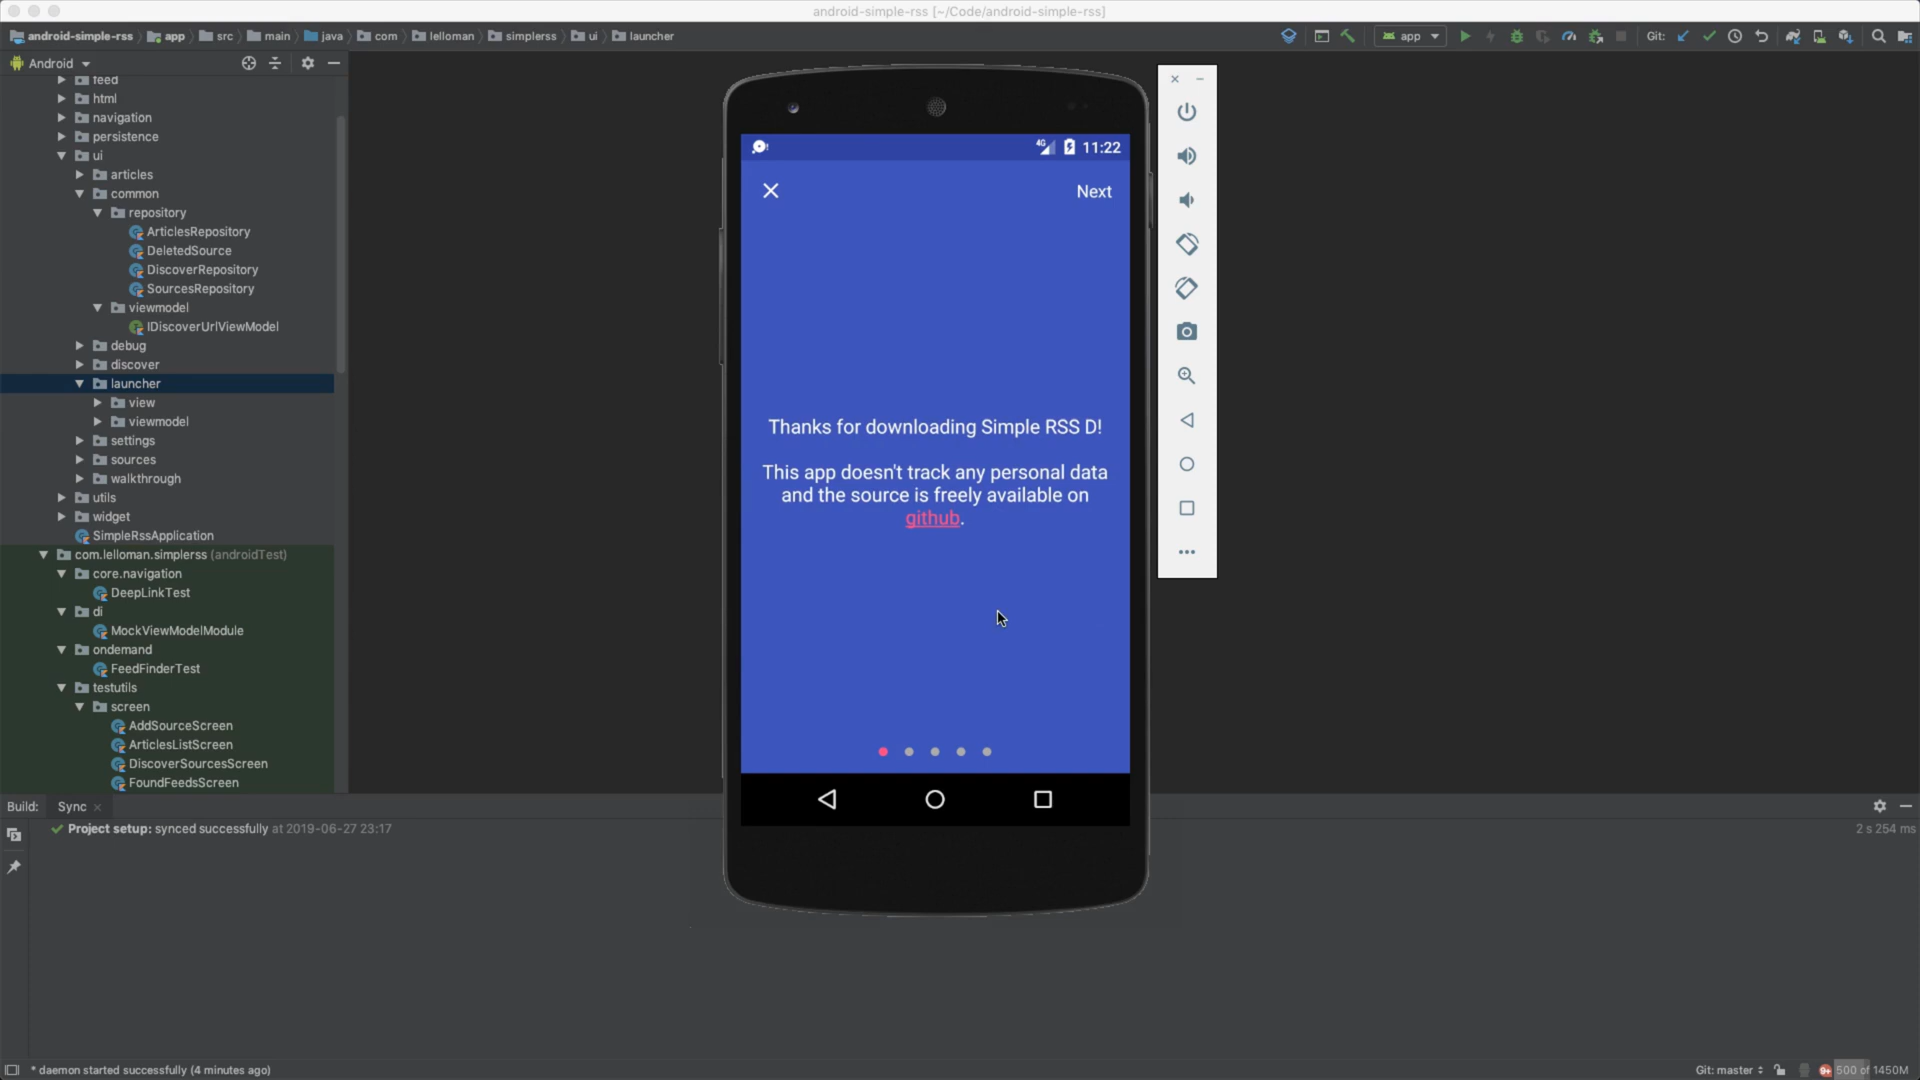 android-simple-rss [~/Code/android-simple-rss]
android-simple-rss app src main java com lelloman simplerss ui launcher
app
Git:
Android
feed
html
navigation
persistence
ui
articles
common
repository
ArticlesRepository
DeletedSource
DiscoverRepository
SourcesRepository
viewmodel
IDiscoverUrlViewModel
debug
discover
launcher
view
viewmodel
settings
sources
walkthrough
utils
widget
SimpleRssApplication
com.lelloman.simplerss (androidTest)
core.navigation
DeepLinkTest
di
MockViewModelModule
ondemand
FeedFinderTest
testutils
screen
AddSourceScreen
ArticlesListScreen
DiscoverSourcesScreen
FoundFeedsScreen
4G 11:22
Next
Thanks for downloading Simple RSS D!
This app doesn't track any personal data
and the source is freely available on
github.
Build: Sync
Project setup: synced successfully at 2019-06-27 23:17
2 s 254 ms
* daemon started successfully (4 minutes ago)
Git: master
9+
500 of 1450M